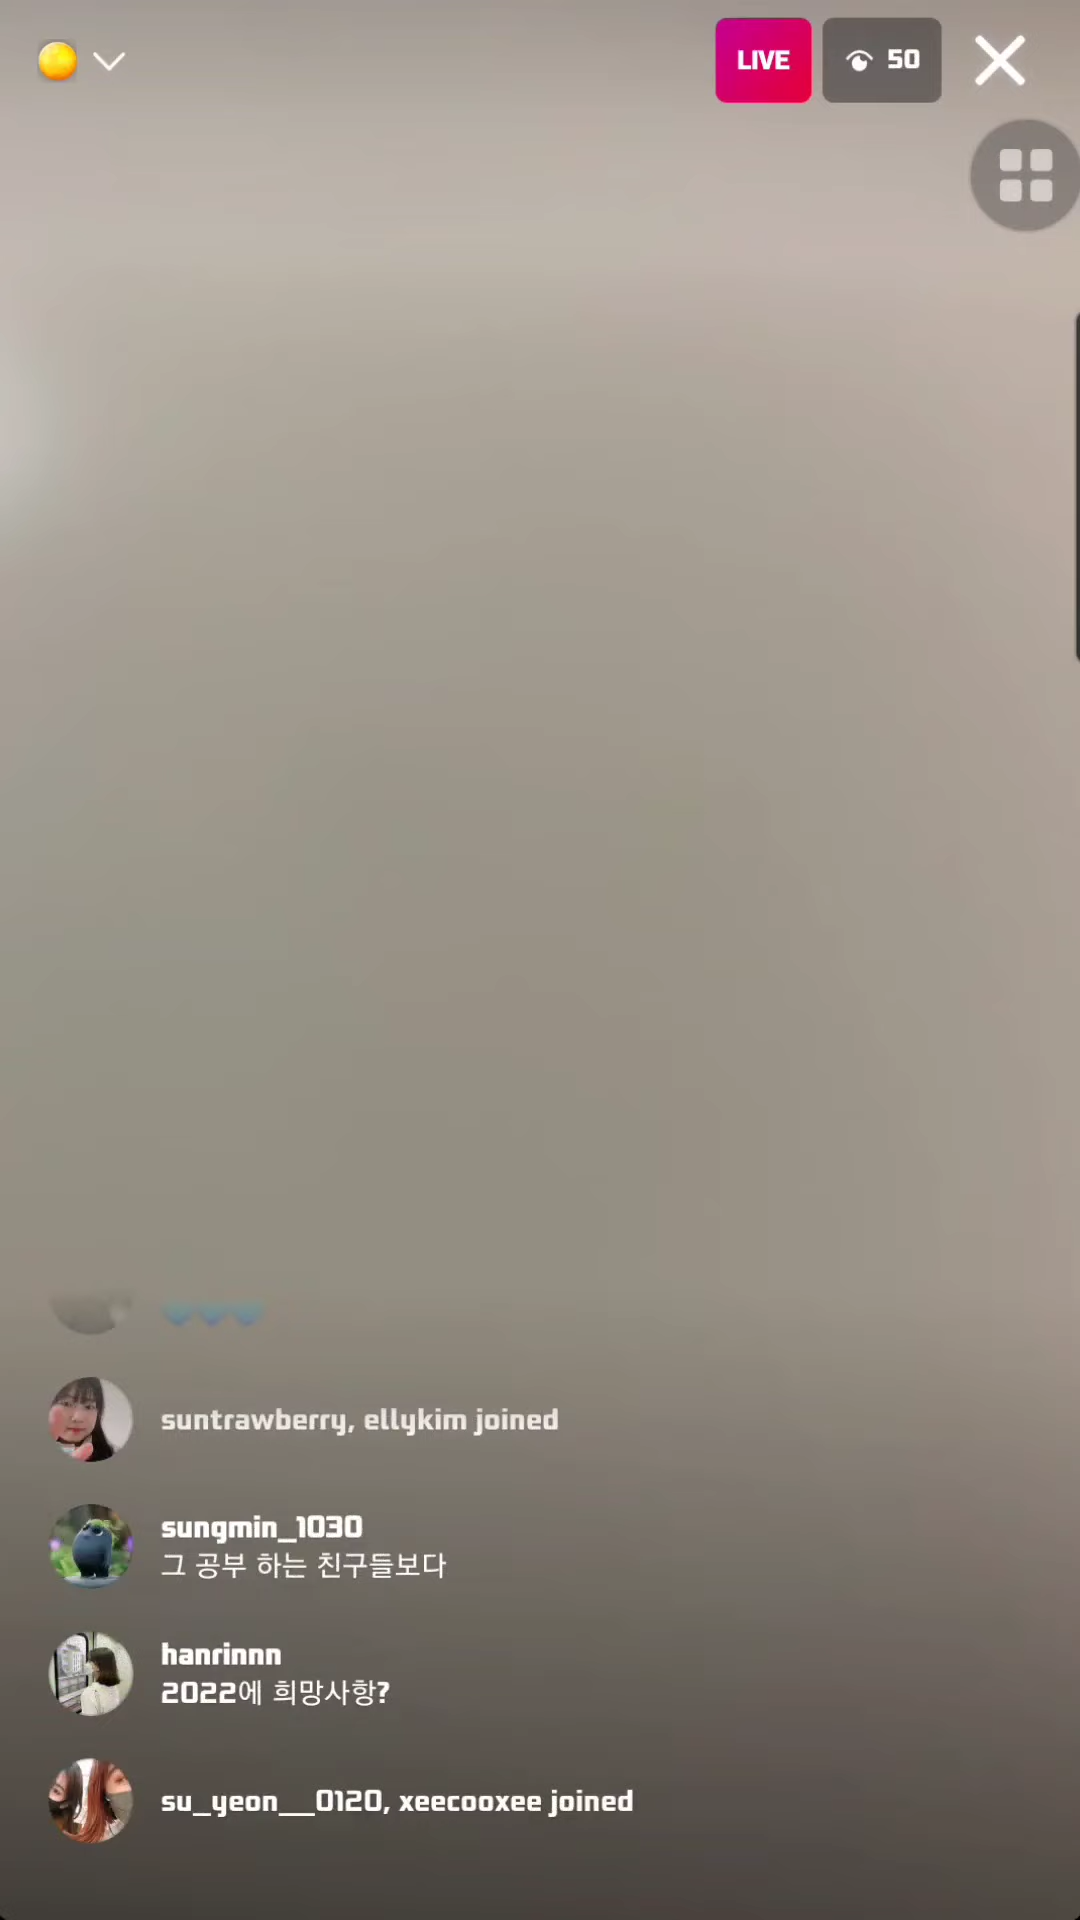 LIVE
50
suntrawberry, ellykim joined
sungmin_1030
그 공부 하는 친구들보다
hanrinnn
2022에 희망사항?
su_yeon__0120, xeecooxee joined